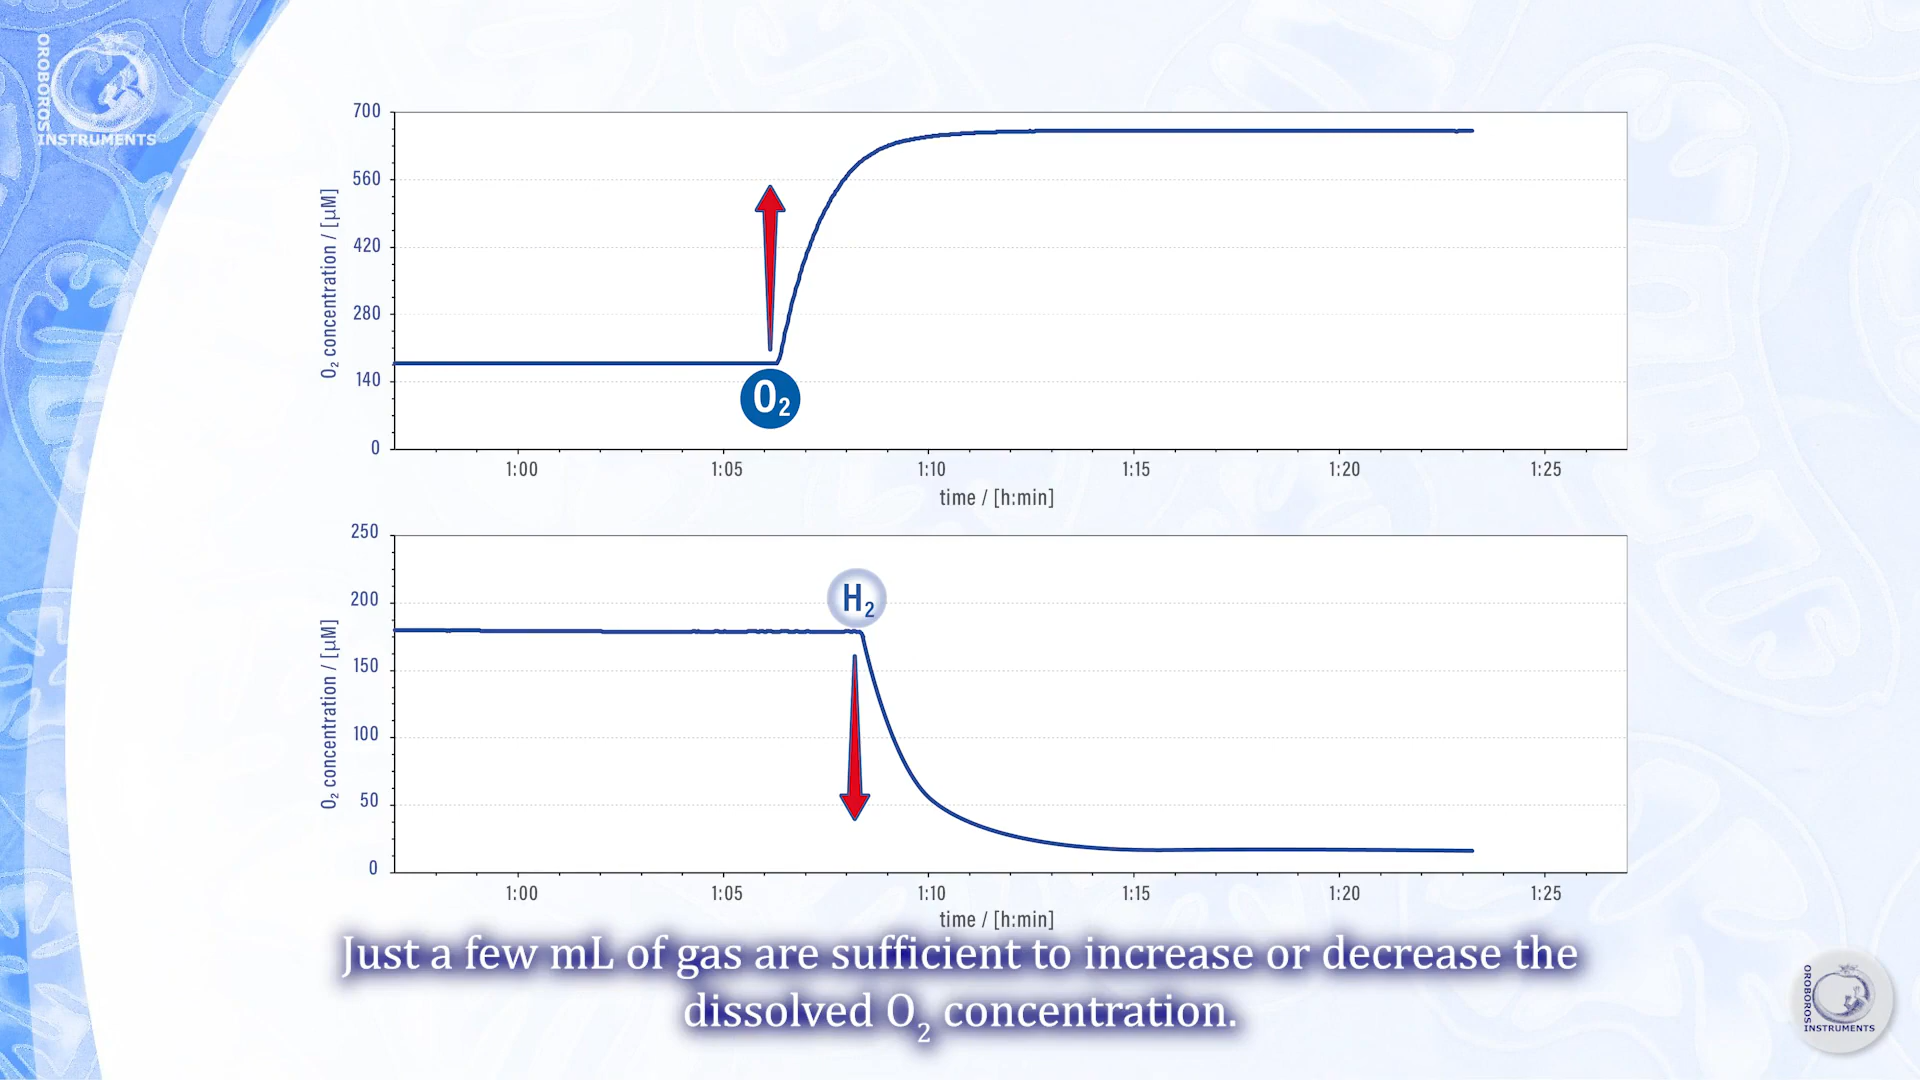 OROBOROS
INSTRUMENTS
700
560
420
280
140
0
O₂ concentration / [µM]
O₂
1:00 1:05 1:10 1:15 1:20 1:25
time / [h:min]
250
200
150
100
50
0
O₂ concentration / [µM]
H₂
1:00 1:05 1:10 1:15 1:20 1:25
time / [h:min]
Just a few mL of gas are sufficient to increase or decrease the
dissolved O₂ concentration.
OROBOROS
INSTRUMENTS